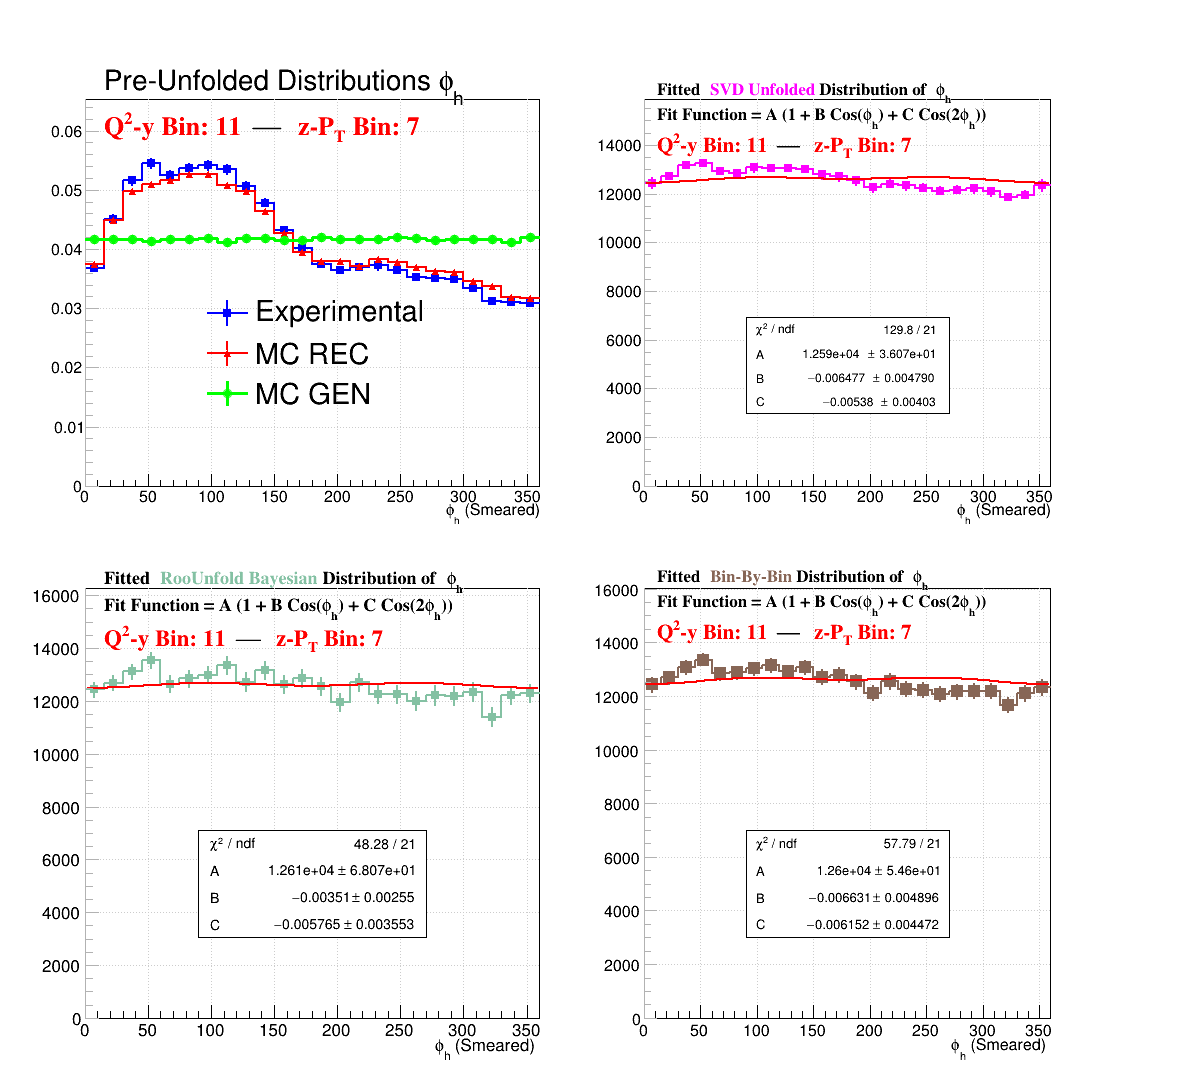 Pre-Unfolded Distributions ϕh
Q2-y Bin: 11 — z-PT Bin: 7
0.06
0.05
0.04
0.03
0.02
0.01
0
Experimental
MC REC
MC GEN
0 50 100 150 200 250 300 350
ϕh (Smeared)
Fitted SVD Unfolded Distribution of ϕh
Fit Function = A (1 + B Cos(ϕh) + C Cos(2ϕh))
Q2-y Bin: 11 — z-PT Bin: 7
14000
12000
10000
8000
6000
4000
2000
0
χ2 / ndf 129.8 / 21
A 1.259e+04 ± 3.607e+01
B −0.006477 ± 0.004790
C −0.00538 ± 0.00403
0 50 100 150 200 250 300 350
ϕh (Smeared)
Fitted RooUnfold Bayesian Distribution of ϕh
Fit Function = A (1 + B Cos(ϕh) + C Cos(2ϕh))
Q2-y Bin: 11 — z-PT Bin: 7
16000
14000
12000
10000
8000
6000
4000
2000
0
χ2 / ndf 48.28 / 21
A 1.261e+04 ± 6.807e+01
B −0.00351 ± 0.00255
C −0.005765 ± 0.003553
0 50 100 150 200 250 300 350
ϕh (Smeared)
Fitted Bin-By-Bin Distribution of ϕh
Fit Function = A (1 + B Cos(ϕh) + C Cos(2ϕh))
Q2-y Bin: 11 — z-PT Bin: 7
16000
14000
12000
10000
8000
6000
4000
2000
0
χ2 / ndf 57.79 / 21
A 1.26e+04 ± 5.46e+01
B −0.006631 ± 0.004896
C −0.006152 ± 0.004472
0 50 100 150 200 250 300 350
ϕh (Smeared)